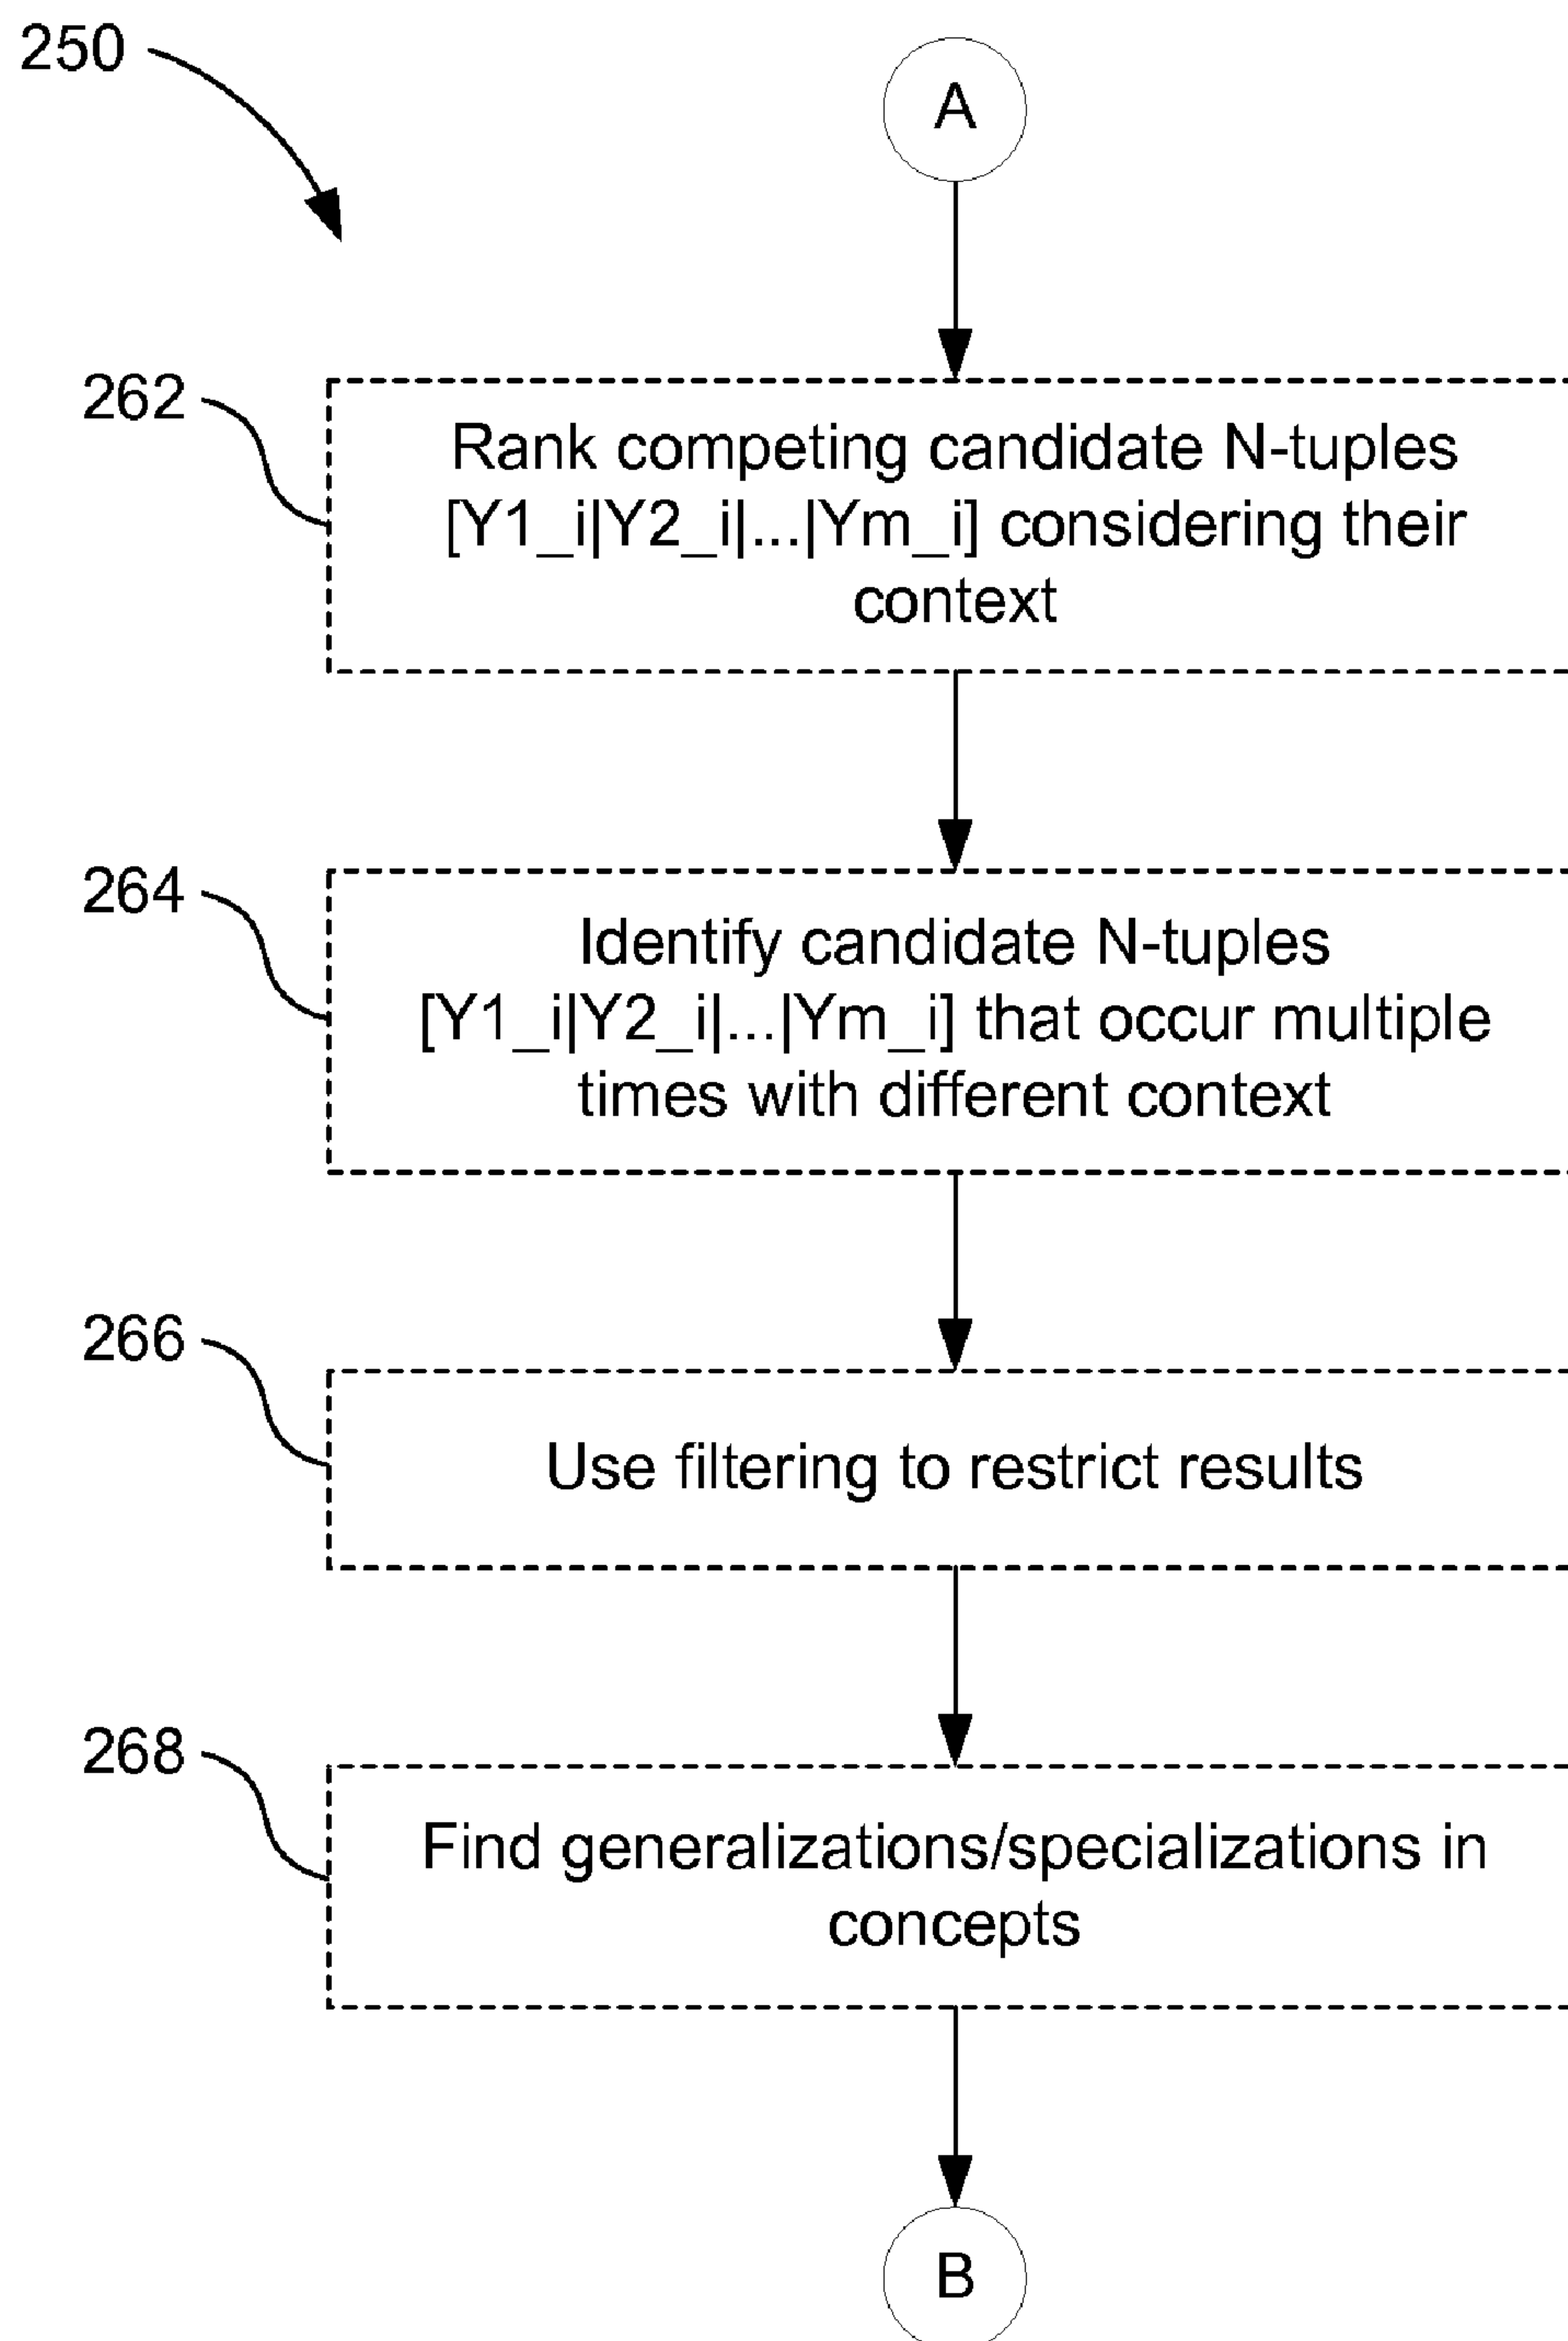 250
A
262
Rank competing candidate N-tuples
[Y1_i|Y2_i|...|Ym_i] considering their
context
264
Identify candidate N-tuples
[Y1_i|Y2_i|...|Ym_i] that occur multiple
times with different context
266
Use filtering to restrict results
268
Find generalizations/specializations in
concepts
B